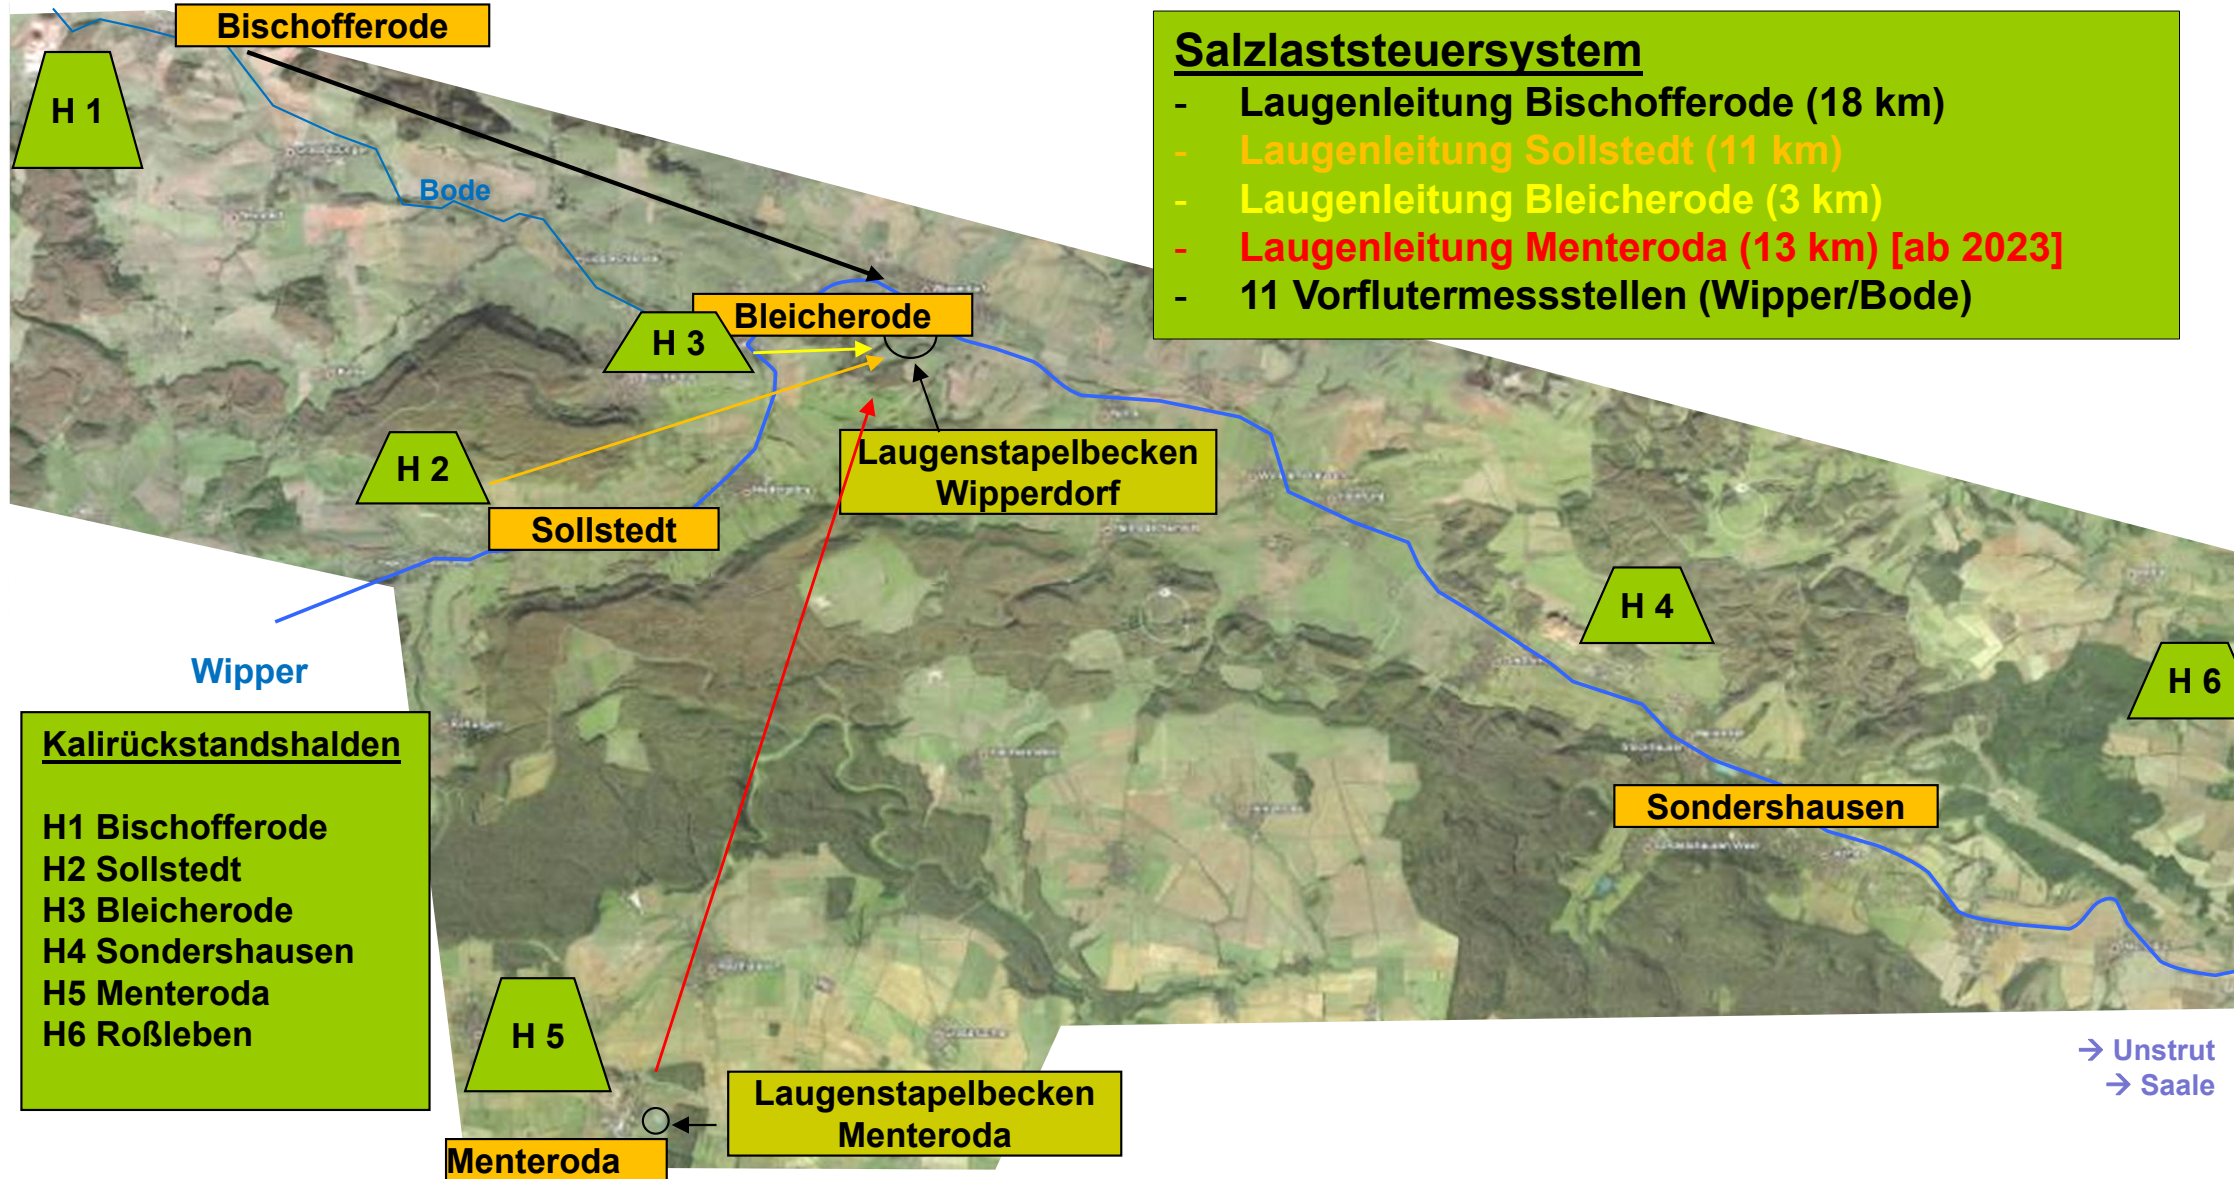 Bischofferode
H 1
Bode
Salzlaststeuersystem
- Laugenleitung Bischofferode (18 km)
- Laugenleitung Sollstedt (11 km)
- Laugenleitung Bleicherode (3 km)
- Laugenleitung Menteroda (13 km) [ab 2023]
- 11 Vorflutermessstellen (Wipper/Bode)
Bleicherode
H 3
H 2
Laugenstapelbecken
Wipperdorf
Sollstedt
H 4
Wipper
H 6
Kalirückstandshalden
H1 Bischofferode
H2 Sollstedt
H3 Bleicherode
H4 Sondershausen
H5 Menteroda
H6 Roßleben
Sondershausen
H 5
→ Unstrut
→ Saale
Laugenstapelbecken
Menteroda
Menteroda